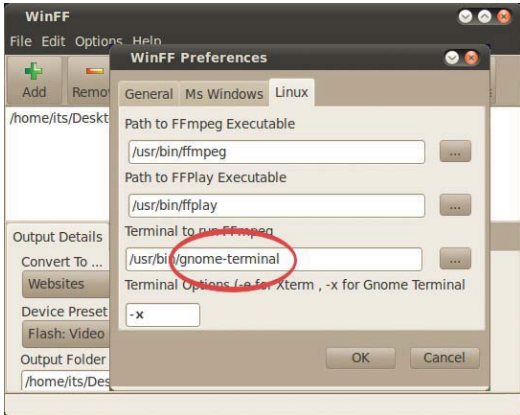 WinFF
File Edit Options Help
WinFF Preferences
Add Remov
General Ms Windows Linux
/home/its/Deskt
Path to FFmpeg Executable
/usr/bin/ffmpeg ...
Path to FFPlay Executable
/usr/bin/ffplay ...
Terminal to run FFmpeg
/usr/bin/gnome-terminal ...
Terminal Options (-e for Xterm , -x for Gnome Terminal
-x
Output Details
Convert To ...
Websites
Device Preset
Flash: Video
OK Cancel
Output Folder
/home/its/Des